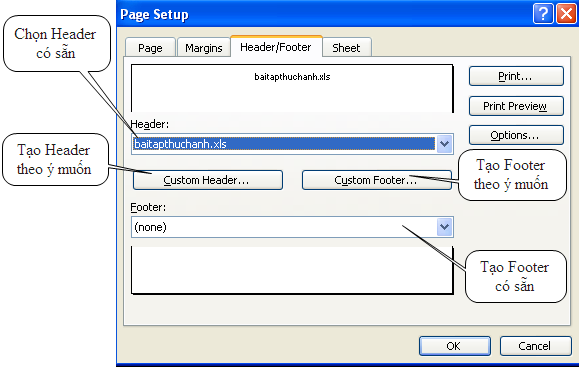 Page Setup
Page
Margins
Header/Footer
Sheet
Chọn Header
có sẵn
baitapthuchanh.xls
Print...
Print Preview
Options...
Header:
baitapthuchanh.xls
Tạo Header
theo ý muốn
Custom Header...
Custom Footer...
Tạo Footer
theo ý muốn
Footer:
(none)
Tạo Footer
có sẵn
OK
Cancel